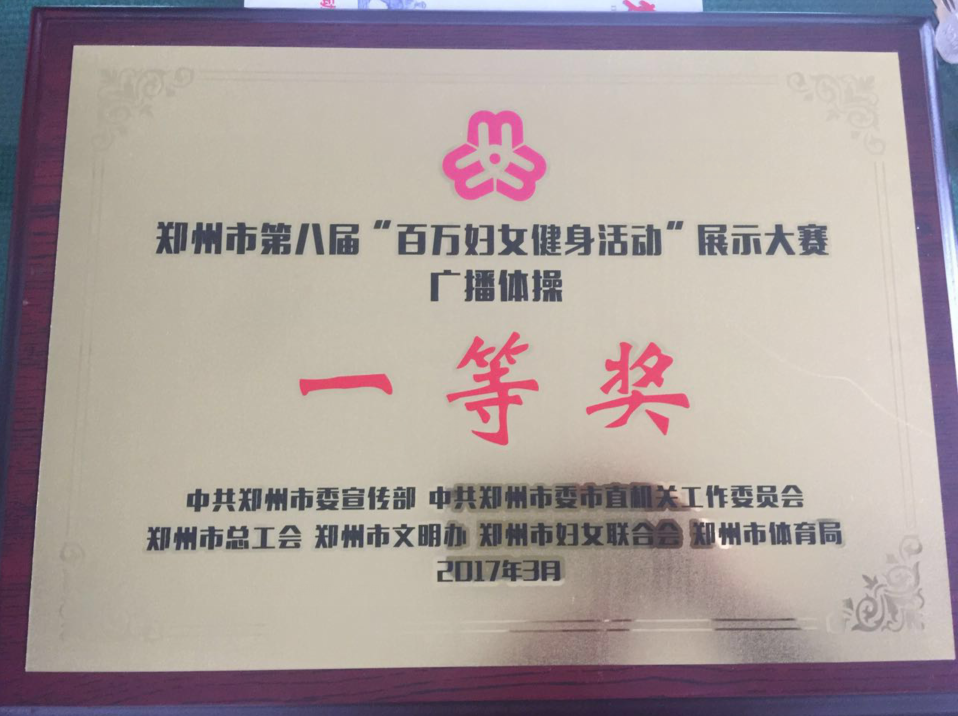 郑州市第八届“百万妇女健身活动”展示大赛
广播体操
一等奖
中共郑州市委宣传部 中共郑州市委市直机关工作委员会
郑州市总工会 郑州市文明办 郑州市妇女联合会 郑州市体育局
2017年3月